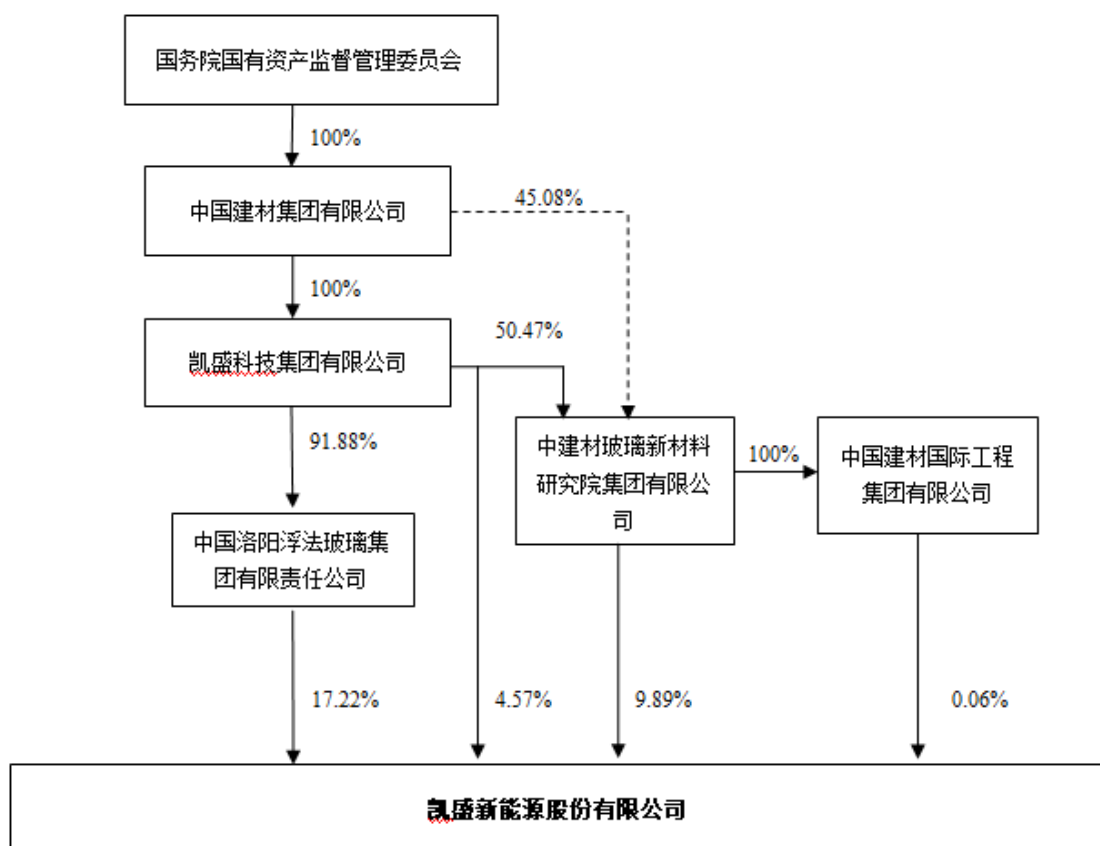 国务院国有资产监督管理委员会
100%
中国建材集团有限公司
45.08%
100%
凯盛科技集团有限公司
50.47%
91.88%
中建材玻璃新材料
研究院集团有限公
司
100%
中国建材国际工程
集团有限公司
中国洛阳浮法玻璃集
团有限责任公司
17.22%
4.57%
9.89%
0.06%
凯盛新能源股份有限公司